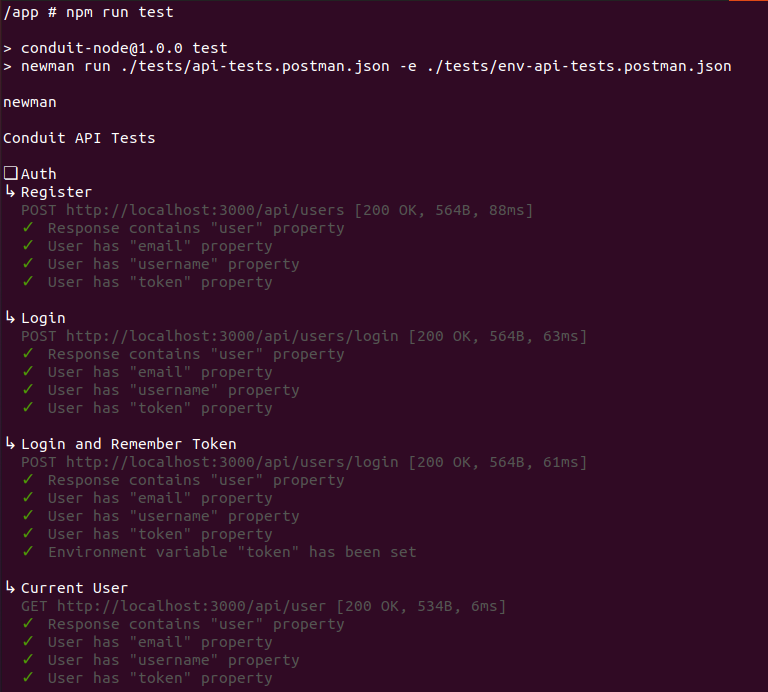 /app # npm run test
> conduit-node@1.0.0 test
> newman run ./tests/api-tests.postman.json -e ./tests/env-api-tests.postman.json
newman
Conduit API Tests
❏ Auth
↳ Register
POST http://localhost:3000/api/users [200 OK, 564B, 88ms]
✓ Response contains "user" property
✓ User has "email" property
✓ User has "username" property
✓ User has "token" property
↳ Login
POST http://localhost:3000/api/users/login [200 OK, 564B, 63ms]
✓ Response contains "user" property
✓ User has "email" property
✓ User has "username" property
✓ User has "token" property
↳ Login and Remember Token
POST http://localhost:3000/api/users/login [200 OK, 564B, 61ms]
✓ Response contains "user" property
✓ User has "email" property
✓ User has "username" property
✓ User has "token" property
✓ Environment variable "token" has been set
↳ Current User
GET http://localhost:3000/api/user [200 OK, 534B, 6ms]
✓ Response contains "user" property
✓ User has "email" property
✓ User has "username" property
✓ User has "token" property